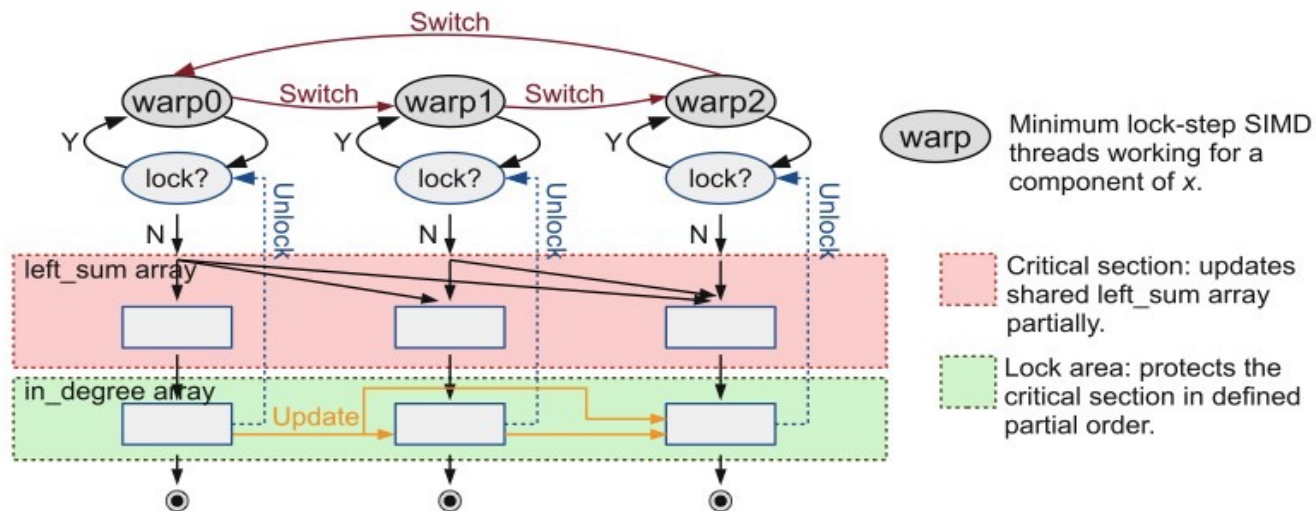 Switch
warp0
Switch
warp1
Switch
warp2
Y
Y
Y
lock?
lock?
lock?
Unlock
Unlock
Unlock
N
N
N
left_sum array
in_degree array
Update
warp
Minimum lock-step SIMD
threads working for a
component of x.
Critical section: updates
shared left_sum array
partially.
Lock area: protects the
critical section in defined
partial order.